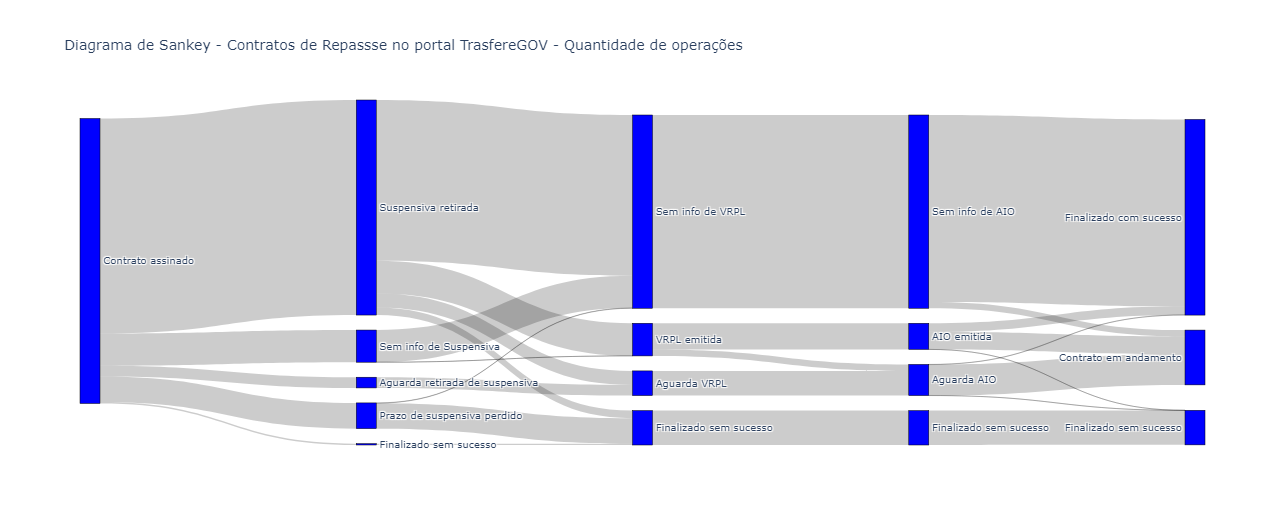 Diagrama de Sankey - Contratos de Repassse no portal TrasfereGOV - Quantidade de operações
Contrato assinado
Suspensiva retirada
Sem info de Suspensiva
Aguarda retirada de suspensiva
Prazo de suspensiva perdido
Finalizado sem sucesso
Sem info de VRPL
VRPL emitida
Aguarda VRPL
Finalizado sem sucesso
Sem info de AIO
AIO emitida
Aguarda AIO
Finalizado sem sucesso
Finalizado com sucesso
Contrato em andamento
Finalizado sem sucesso